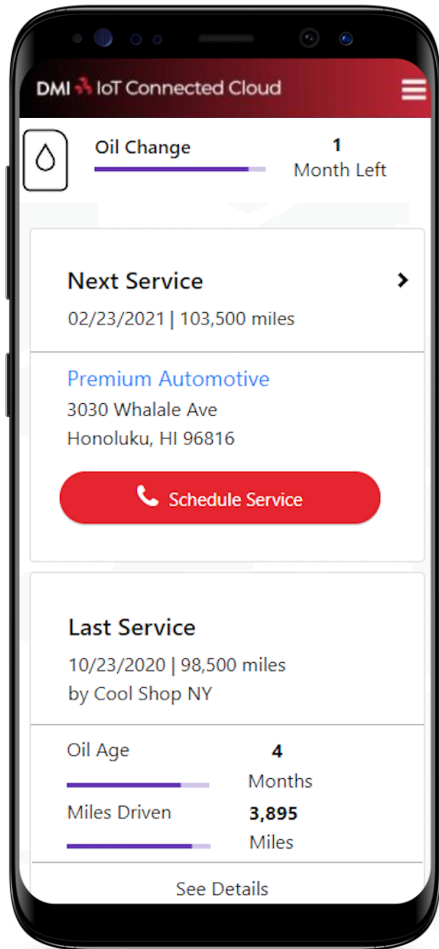 DMI IoT Connected Cloud
Oil Change
1
Month Left
Next Service
02/23/2021 | 103,500 miles
Premium Automotive
3030 Whalale Ave
Honoluku, HI 96816
Schedule Service
Last Service
10/23/2020 | 98,500 miles
by Cool Shop NY
Oil Age
4
Months
Miles Driven
3,895
Miles
See Details